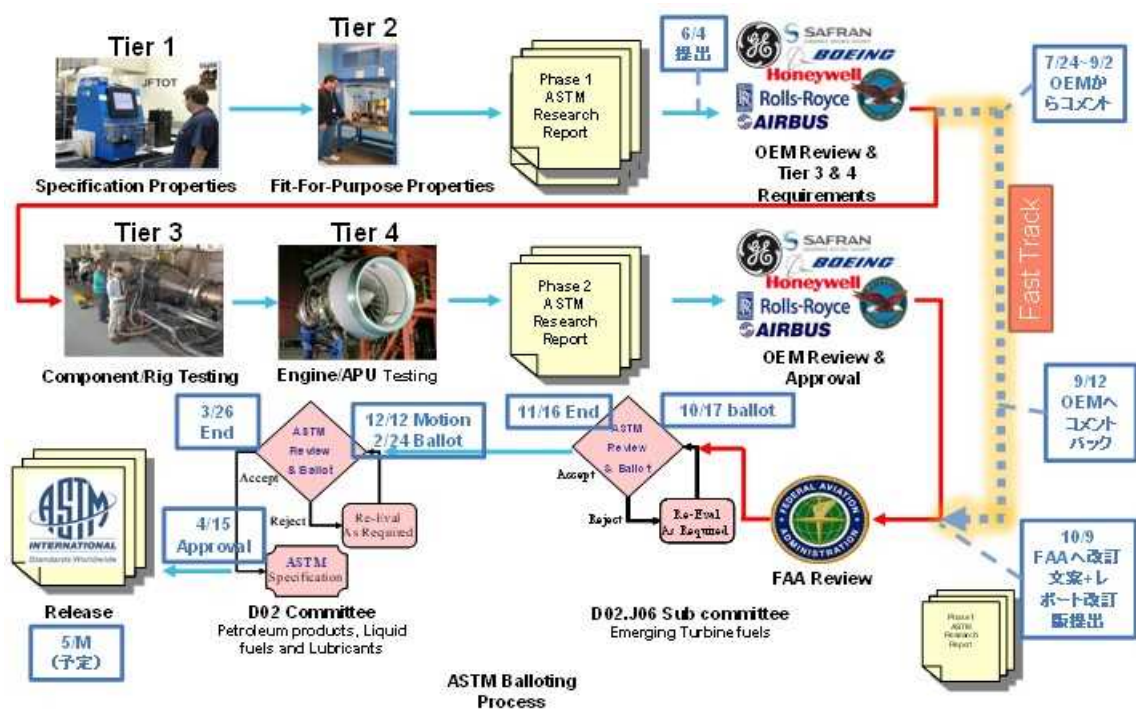 Tier 1
JFTOT
Specification Properties
Tier 2
Fit-For-Purpose Properties
Phase 1
ASTM
Research
Report
6/4
提出
GE
SAFRAN
BOEING
Honeywell
Rolls-Royce
AIRBUS
OEM Review &
Tier 3 & 4
Requirements
7/24~9/2
OEMか
らコメント
Fast Track
Tier 3
Component/Rig Testing
Tier 4
Engine/APU Testing
Phase 2
ASTM
Research
Report
GE
SAFRAN
BOEING
Honeywell
Rolls-Royce
AIRBUS
OEM Review &
Approval
9/12
OEMへ
コメント
バック
3/26
End
ASTM
Review
& Ballot
12/12 Motion
2/24 Ballot
11/16 End
ASTM
Review
& Ballot
10/17 ballot
Accept
Reject
Re-Eval
As Required
Accept
Reject
Re-Eval
As Required
FEDERAL AVIATION
ADMINISTRATION
FAA Review
10/9
FAAへ改訂
文案+レ
ポート改訂
版提出
Phase 1
ASTM
Research
Report
ASTM
INTERNATIONAL
Standards Worldwide
Release
5/M
(予定)
4/15
Approval
ASTM
Specification
D02 Committee
Petroleum products, Liquid
fuels and Lubricants
D02.J06 Sub committee
Emerging Turbine fuels
ASTM Balloting
Process